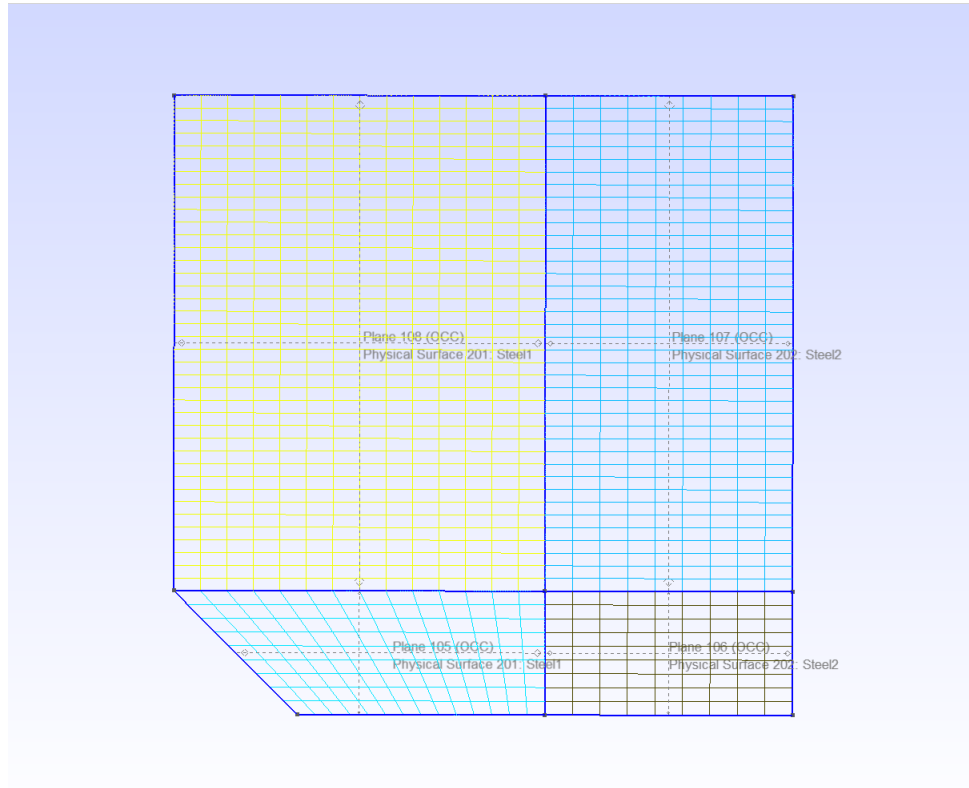 Plane 108 (OCC)
Physical Surface 201: Steel1
Plane 107 (OCC)
Physical Surface 202: Steel2
Plane 105 (OCC)
Physical Surface 201: Steel1
Plane 106 (OCC)
Physical Surface 202: Steel2